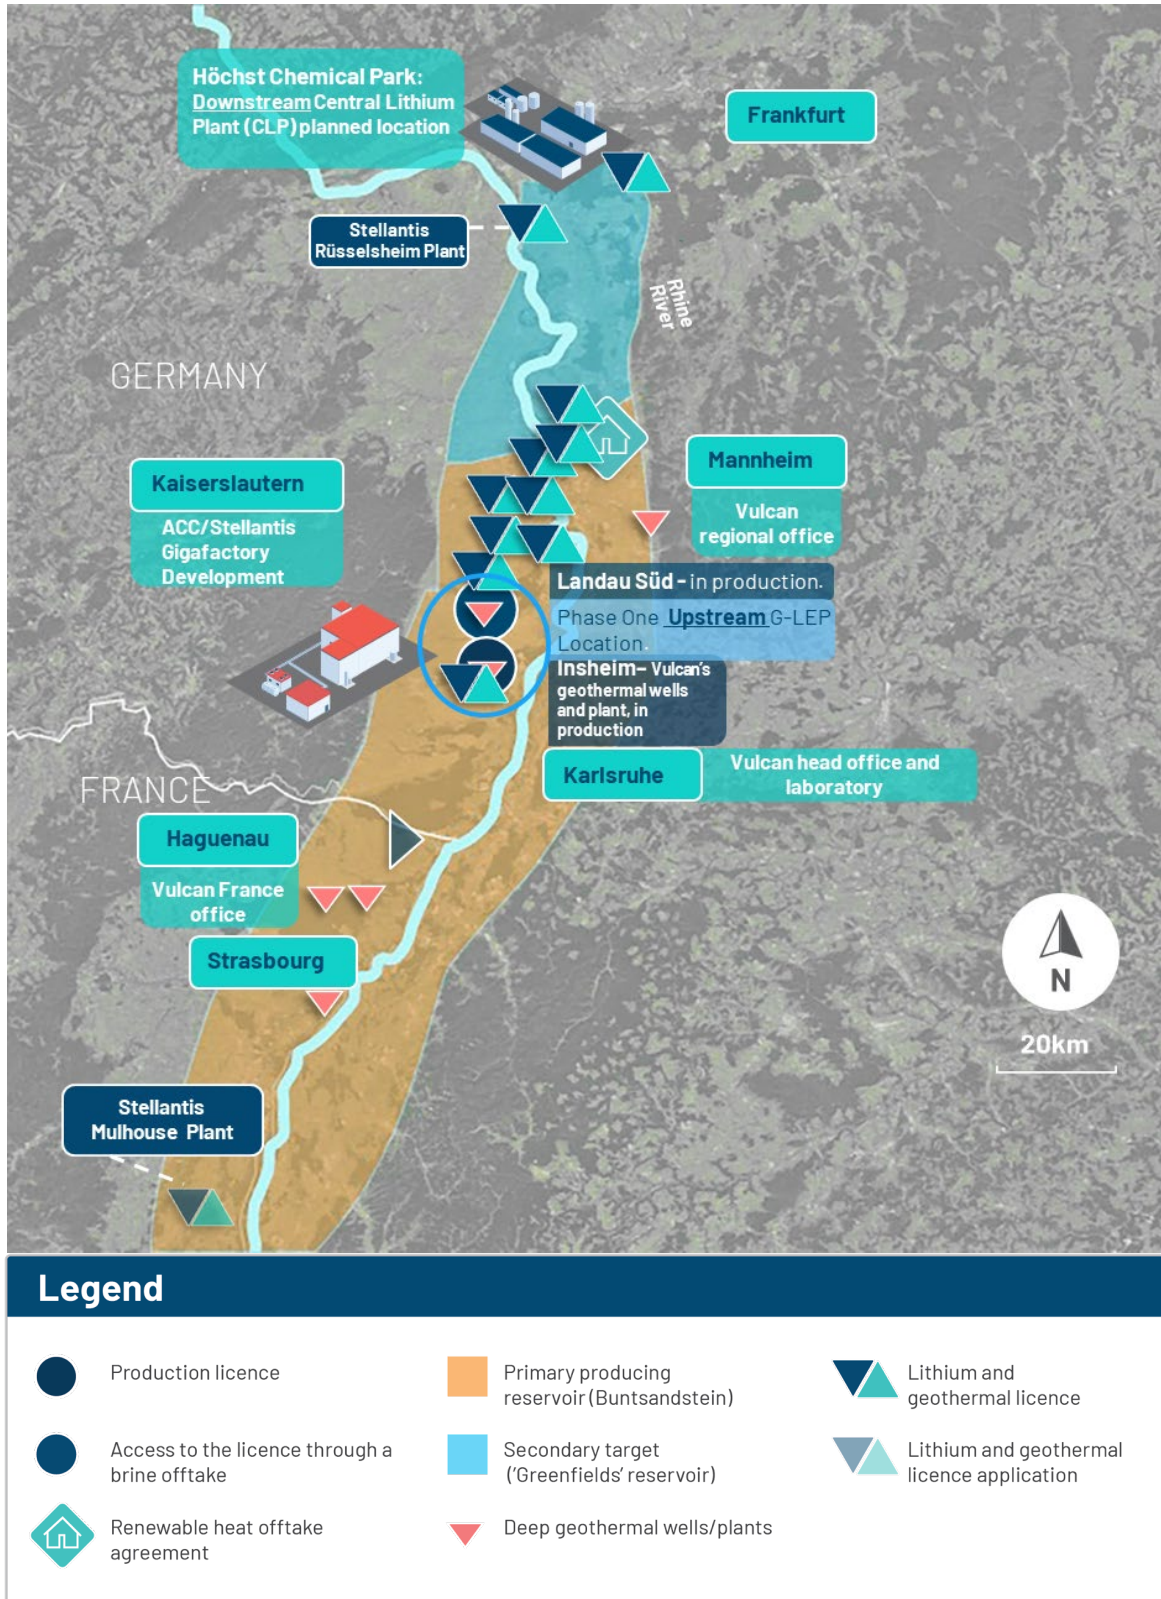 Höchst Chemical Park:
Downstream Central Lithium
Plant (CLP) planned location
Frankfurt
Stellantis
Rüsselsheim Plant
Rhine
River
GERMANY
Kaiserslautern
ACC/Stellantis
Gigafactory
Development
Mannheim
Vulcan
regional office
Landau Süd - in production.
Phase One Upstream G-LEP
Location.
Insheim– Vulcan's
geothermal wells
and plant, in
production
Karlsruhe
Vulcan head office and
laboratory
FRANCE
Haguenau
Vulcan France
office
Strasbourg
N
20km
Stellantis
Mulhouse Plant
Legend
Production licence
Access to the licence through a
brine offtake
Renewable heat offtake
agreement
Primary producing
reservoir (Buntsandstein)
Secondary target
('Greenfields' reservoir)
Deep geothermal wells/plants
Lithium and
geothermal licence
Lithium and geothermal
licence application